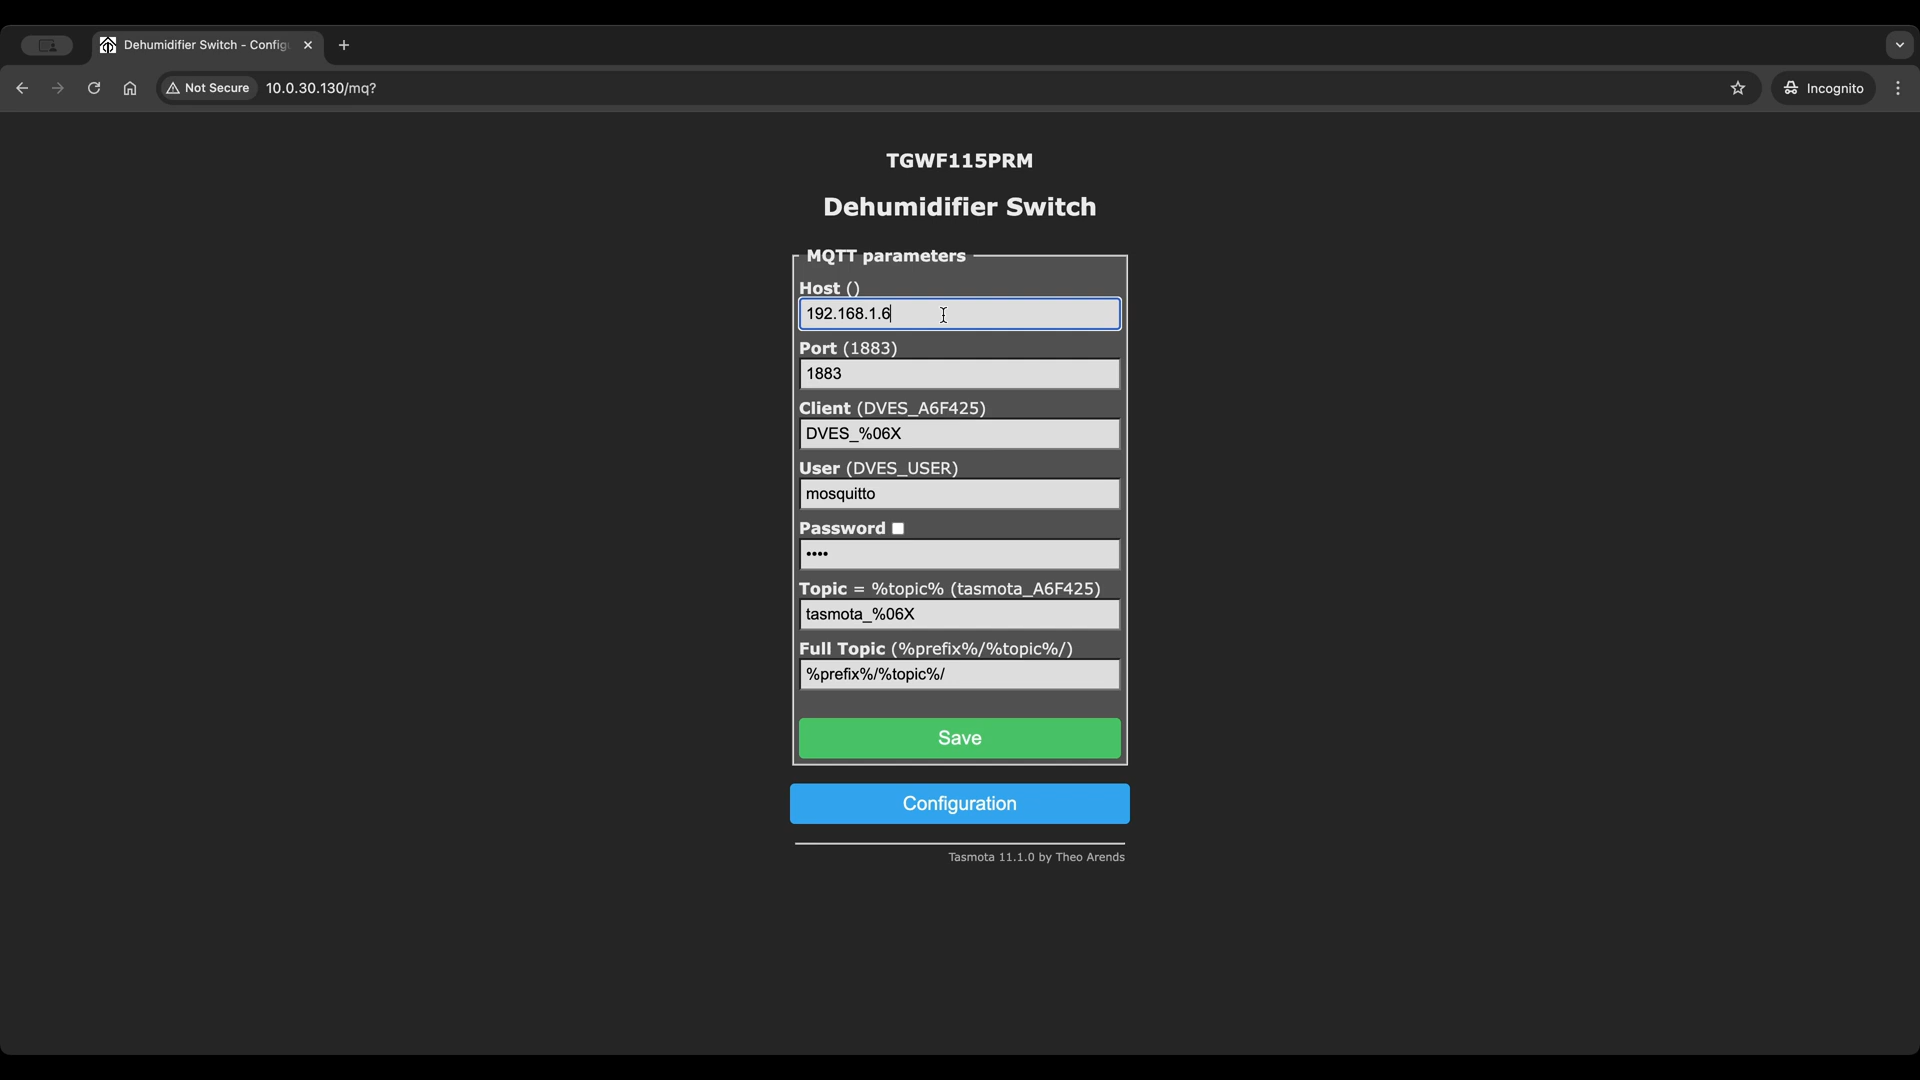 Dehumidifier Switch - Config
Not Secure
10.0.30.130/mq?
Incognito
TGWF115PRM
Dehumidifier Switch
MQTT parameters
Host ()
192.168.1.6
Port (1883)
1883
Client (DVES_A6F425)
DVES_%06X
User (DVES_USER)
mosquitto
Password
••••
Topic = %topic% (tasmota_A6F425)
tasmota_%06X
Full Topic (%prefix%/%topic%/)
%prefix%/%topic%/
Save
Configuration
Tasmota 11.1.0 by Theo Arends